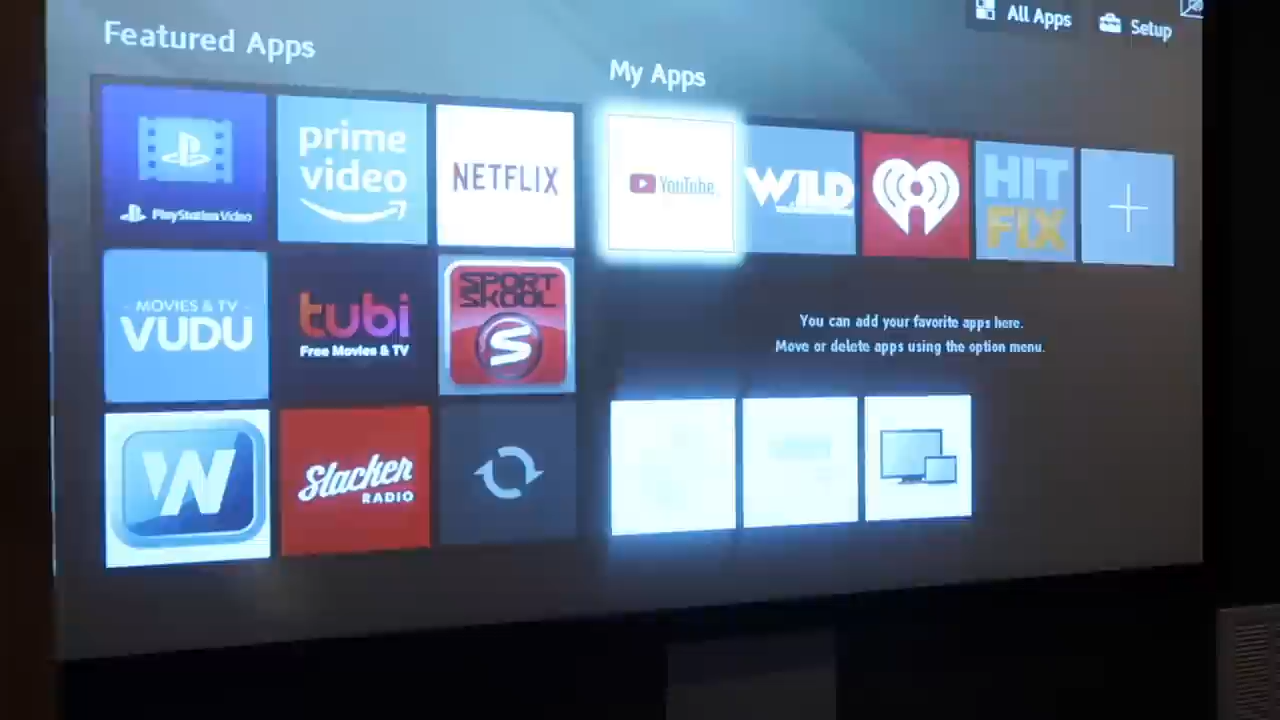 All Apps
Setup
Featured Apps
My Apps
PlayStation Video
prime
video
NETFLIX
YouTube
WILD
HIT
FIX
MOVIES & TV
VUDU
tubi
Free Movies & TV
SPORT
SKOOL
S
You can add your favorite apps here.
Move or delete apps using the option menu.
W
Slacker
RADIO